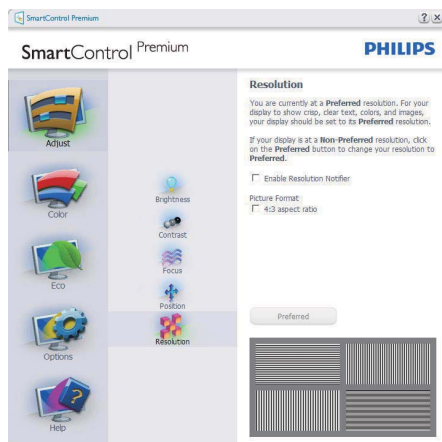 SmartControl Premium
SmartControl Premium
PHILIPS
Adjust
Color
Eco
Options
Help
Brightness
Contrast
Focus
Position
Resolution
Resolution
You are currently at a Preferred resolution. For your
display to show crisp, clear text, colors, and images,
your display should be set to its Preferred resolution.
If your display is at a Non-Preferred resolution, click
on the Preferred button to change your resolution to
Preferred.
Enable Resolution Notifier
Picture Format
4:3 aspect ratio
Preferred